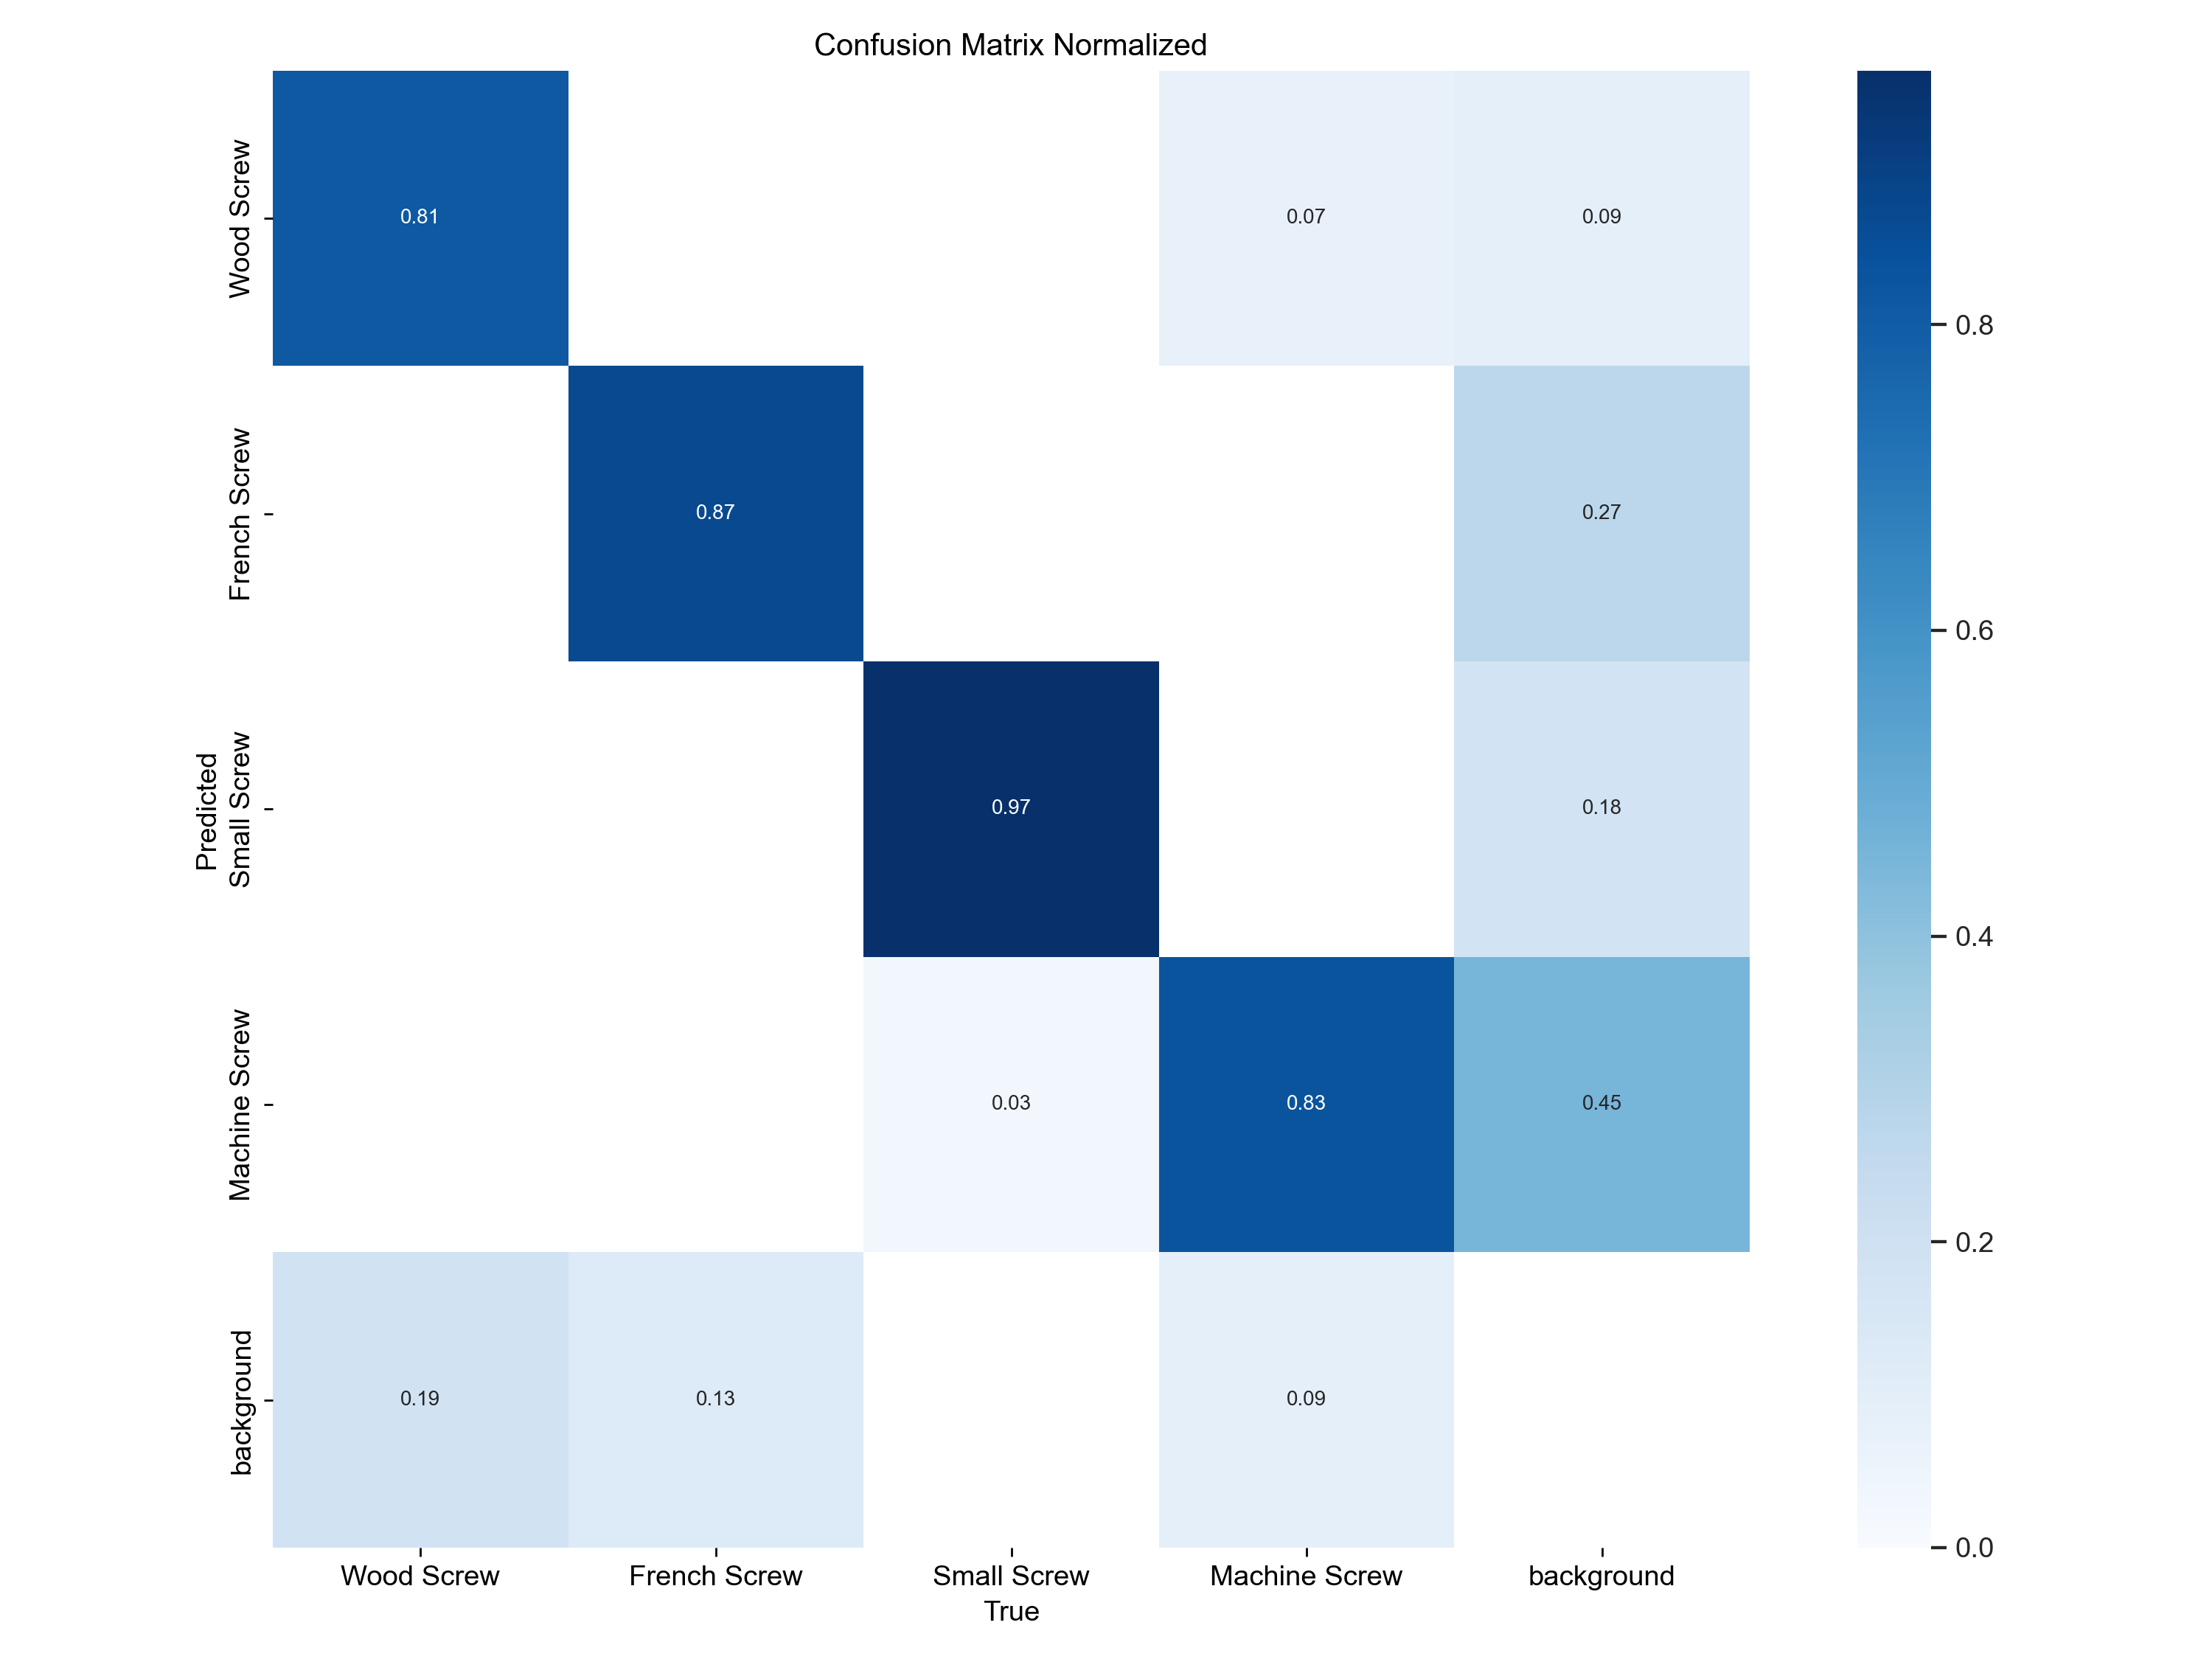 Confusion Matrix Normalized
Wood Screw
0.81
0.07
0.09
0.8
French Screw
0.87
0.27
0.6
Predicted
Small Screw
0.97
0.18
0.4
Machine Screw
0.03
0.83
0.45
0.2
background
0.19
0.13
0.09
0.0
Wood Screw
French Screw
Small Screw
Machine Screw
background
True